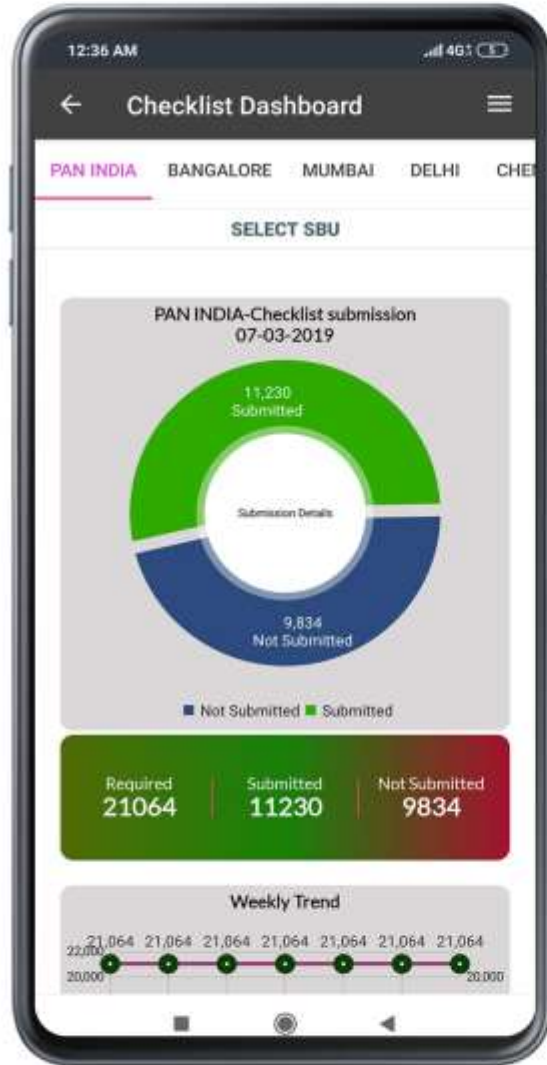 12:36 AM
4G
Checklist Dashboard
PAN INDIA BANGALORE MUMBAI DELHI CHE
SELECT SBU
PAN INDIA-Checklist submission
07-03-2019
11,230
Submitted
Submission Details
9,834
Not Submitted
Not Submitted Submitted
Required Submitted Not Submitted
21064 11230 9834
Weekly Trend
21,064 21,064 21,064 21,064 21,064 21,064 21,064
22,000
20,000 20,000